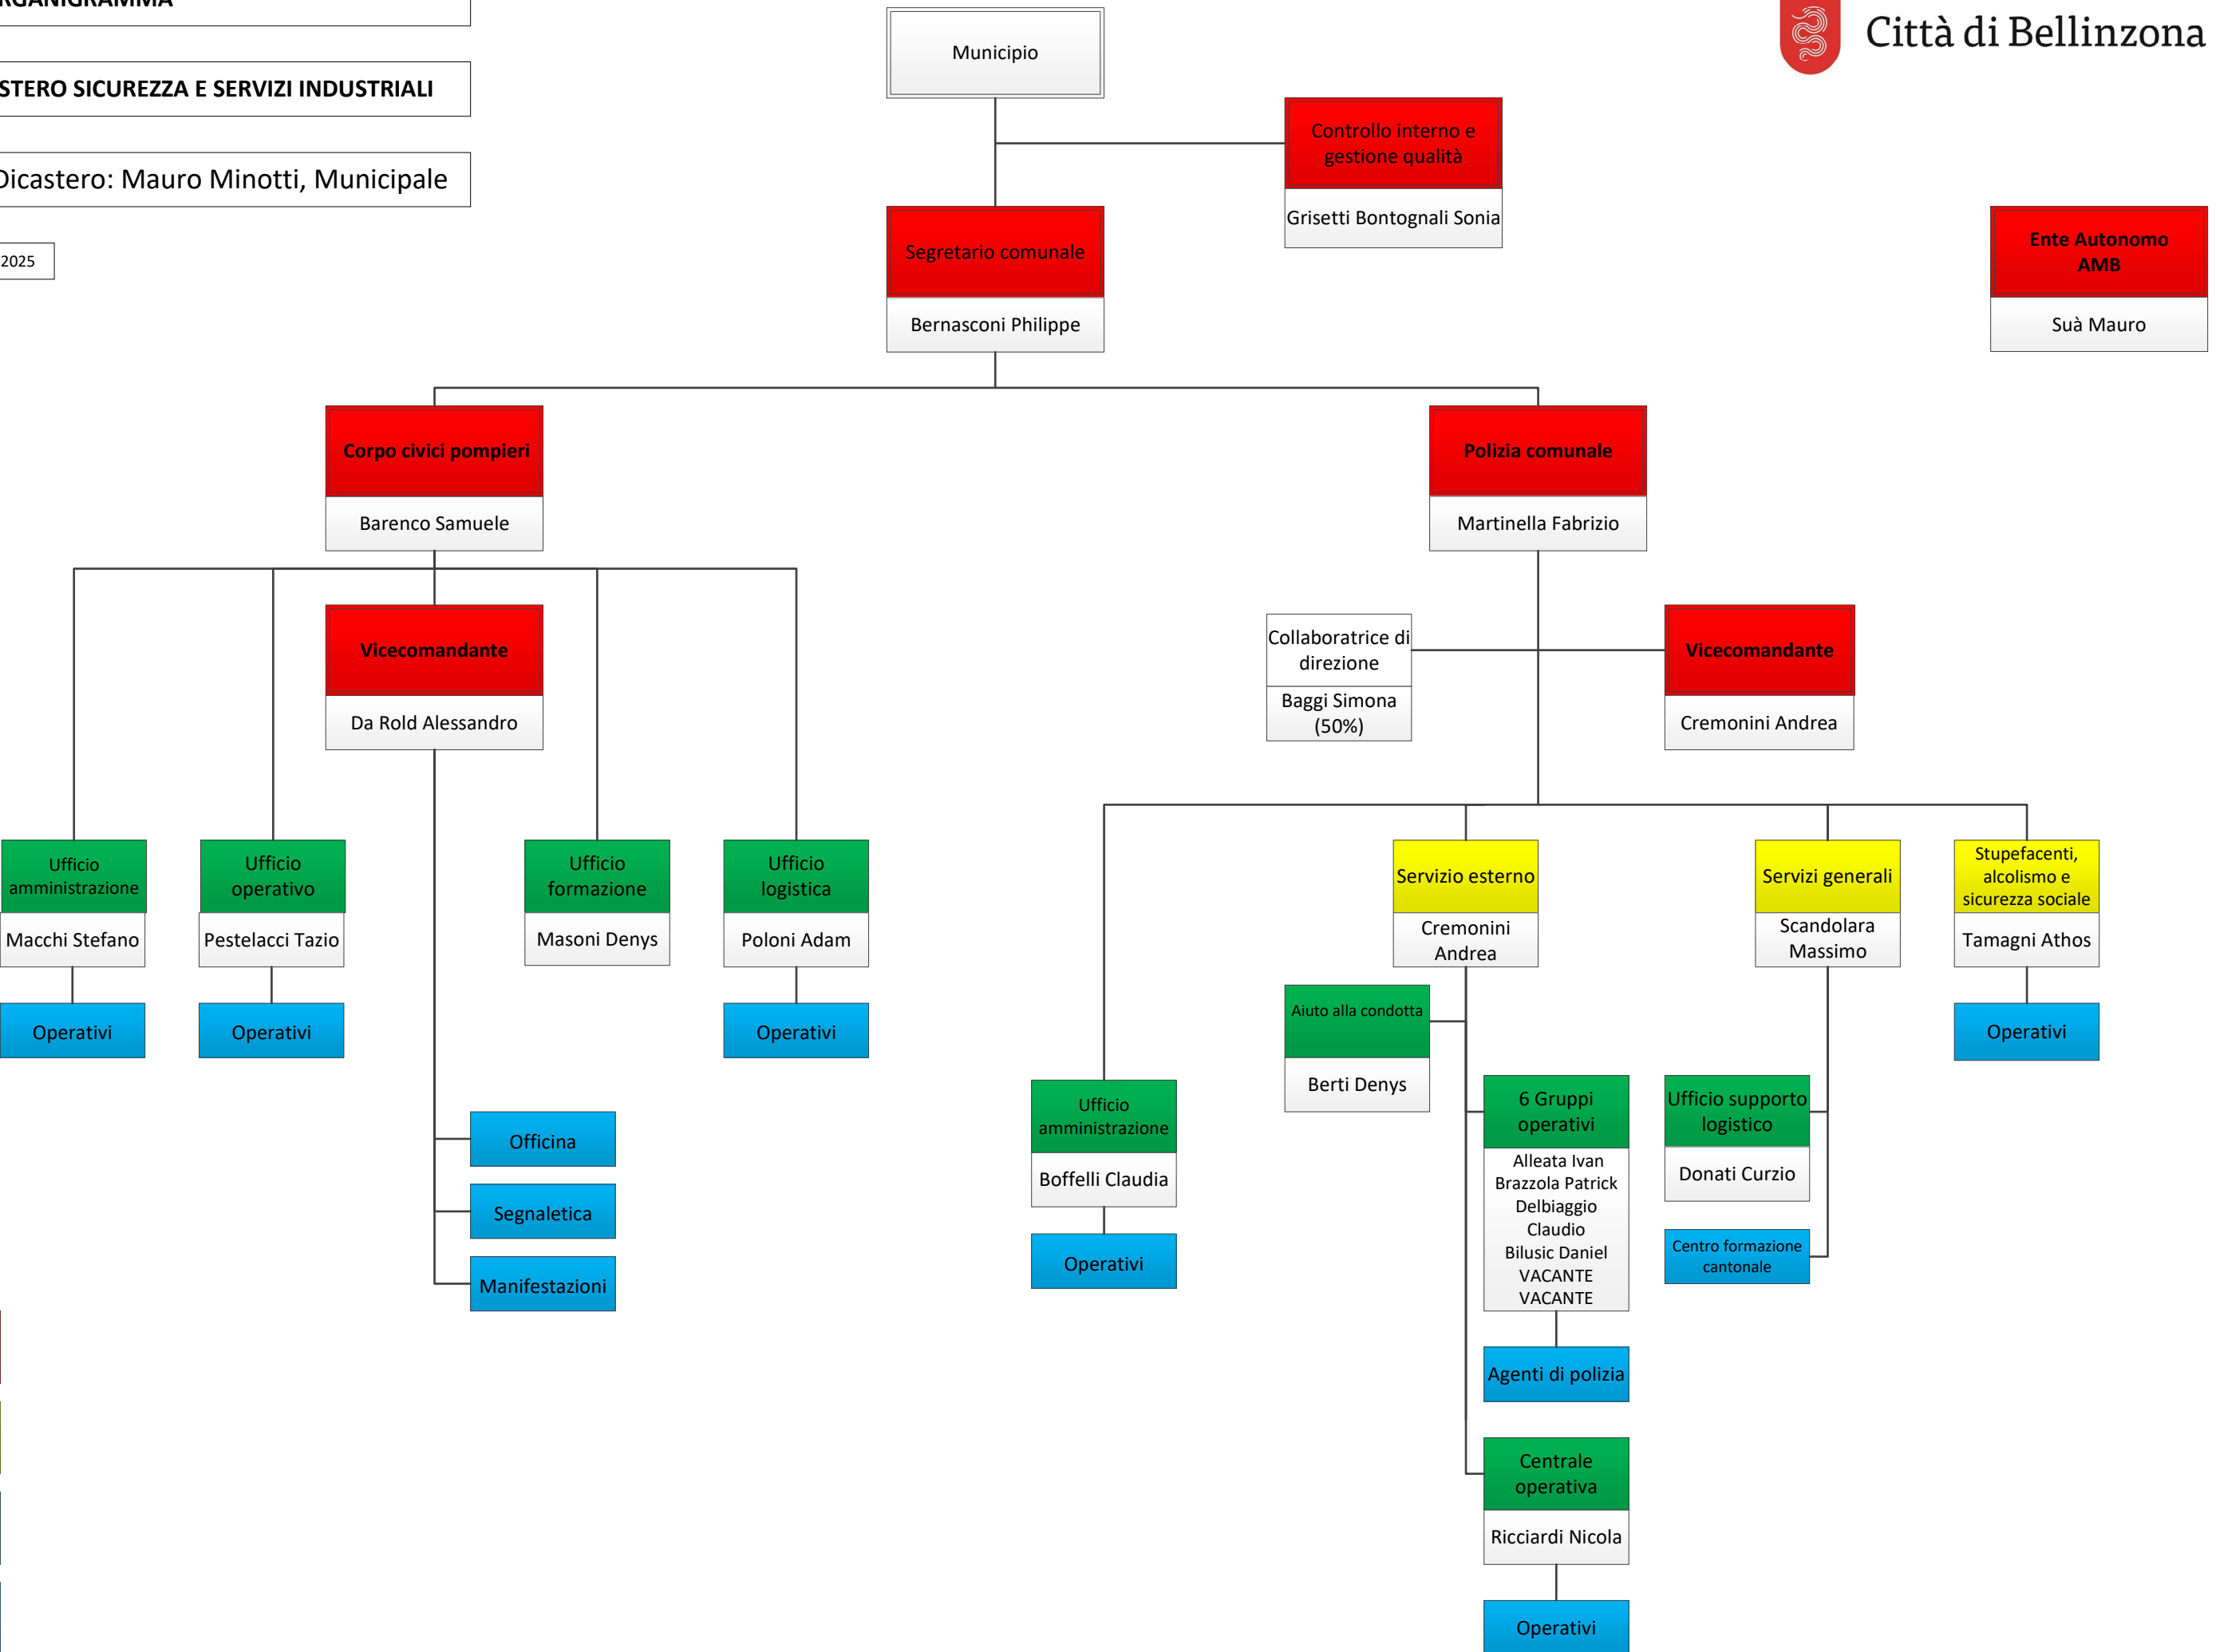 Città di Bellinzona
STERO SICUREZZA E SERVIZI INDUSTRIALI
Dicastero: Mauro Minotti, Municipale
2025
Municipio
Controllo interno e
gestione qualità
Grisetti Bontognali Sonia
Segretario comunale
Bernasconi Philippe
Ente Autonomo
AMB
Suà Mauro
Corpo civici pompieri
Barenco Samuele
Polizia comunale
Martinella Fabrizio
Vicecomandante
Da Rold Alessandro
Collaboratrice di
direzione
Baggi Simona
(50%)
Vicecomandante
Cremonini Andrea
Ufficio
amministrazione
Macchi Stefano
Operativi
Ufficio
operativo
Pestelacci Tazio
Operativi
Ufficio
formazione
Masoni Denys
Ufficio
logistica
Poloni Adam
Operativi
Officina
Segnaletica
Manifestazioni
Ufficio
amministrazione
Boffelli Claudia
Operativi
Servizio esterno
Cremonini
Andrea
Aiuto alla condotta
Berti Denys
6 Gruppi
operativi
Alleata Ivan
Brazzola Patrick
Delbiaggio
Claudio
Bilusic Daniel
VACANTE
VACANTE
Agenti di polizia
Centrale
operativa
Ricciardi Nicola
Operativi
Servizi generali
Scandolara
Massimo
Ufficio supporto
logistico
Donati Curzio
Centro formazione
cantonale
Stupefacenti,
alcolismo e
sicurezza sociale
Tamagni Athos
Operativi